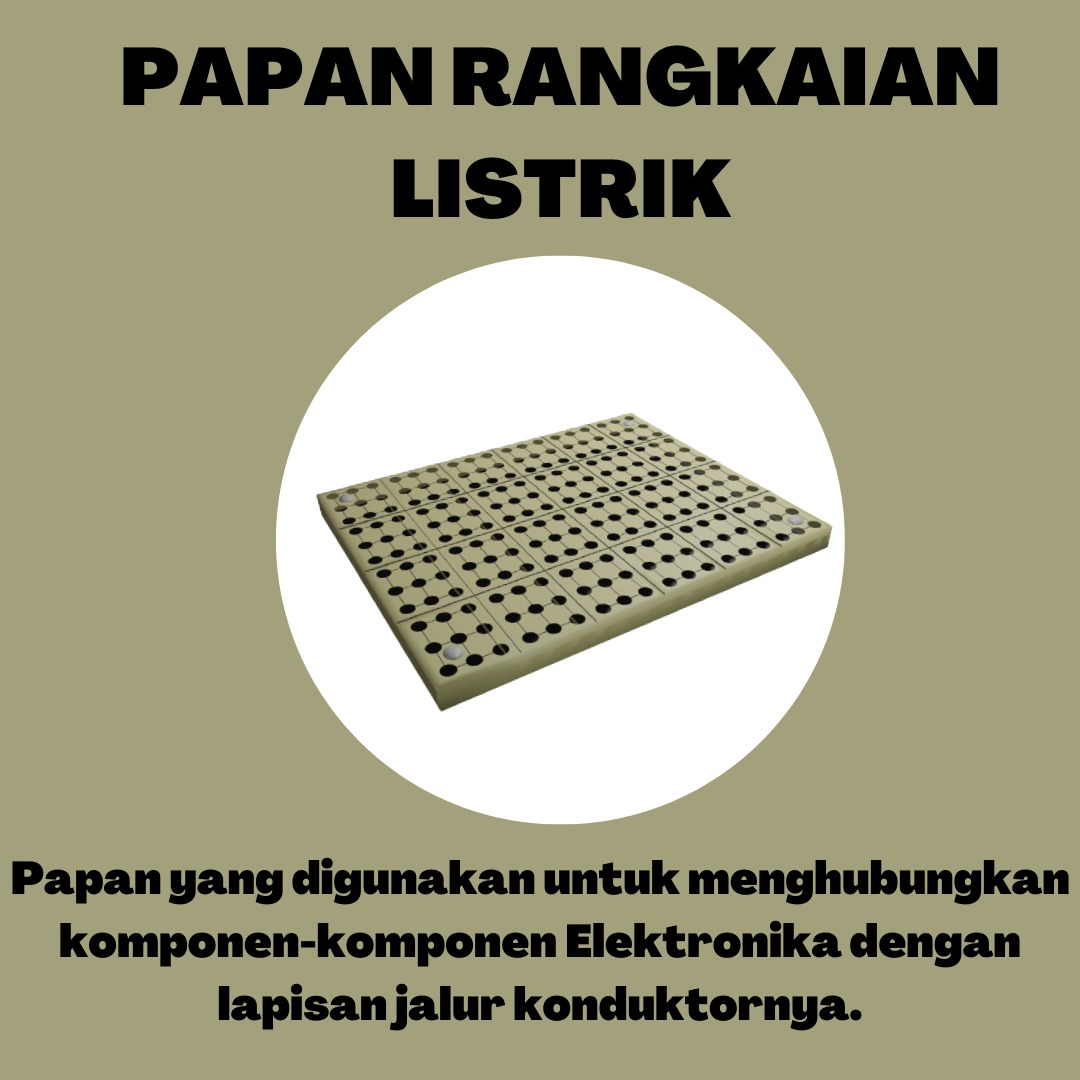 PAPAN RANGKAIAN
LISTRIK
Papan yang digunakan untuk menghubungkan
komponen-komponen Elektronika dengan
lapisan jalur konduktornya.